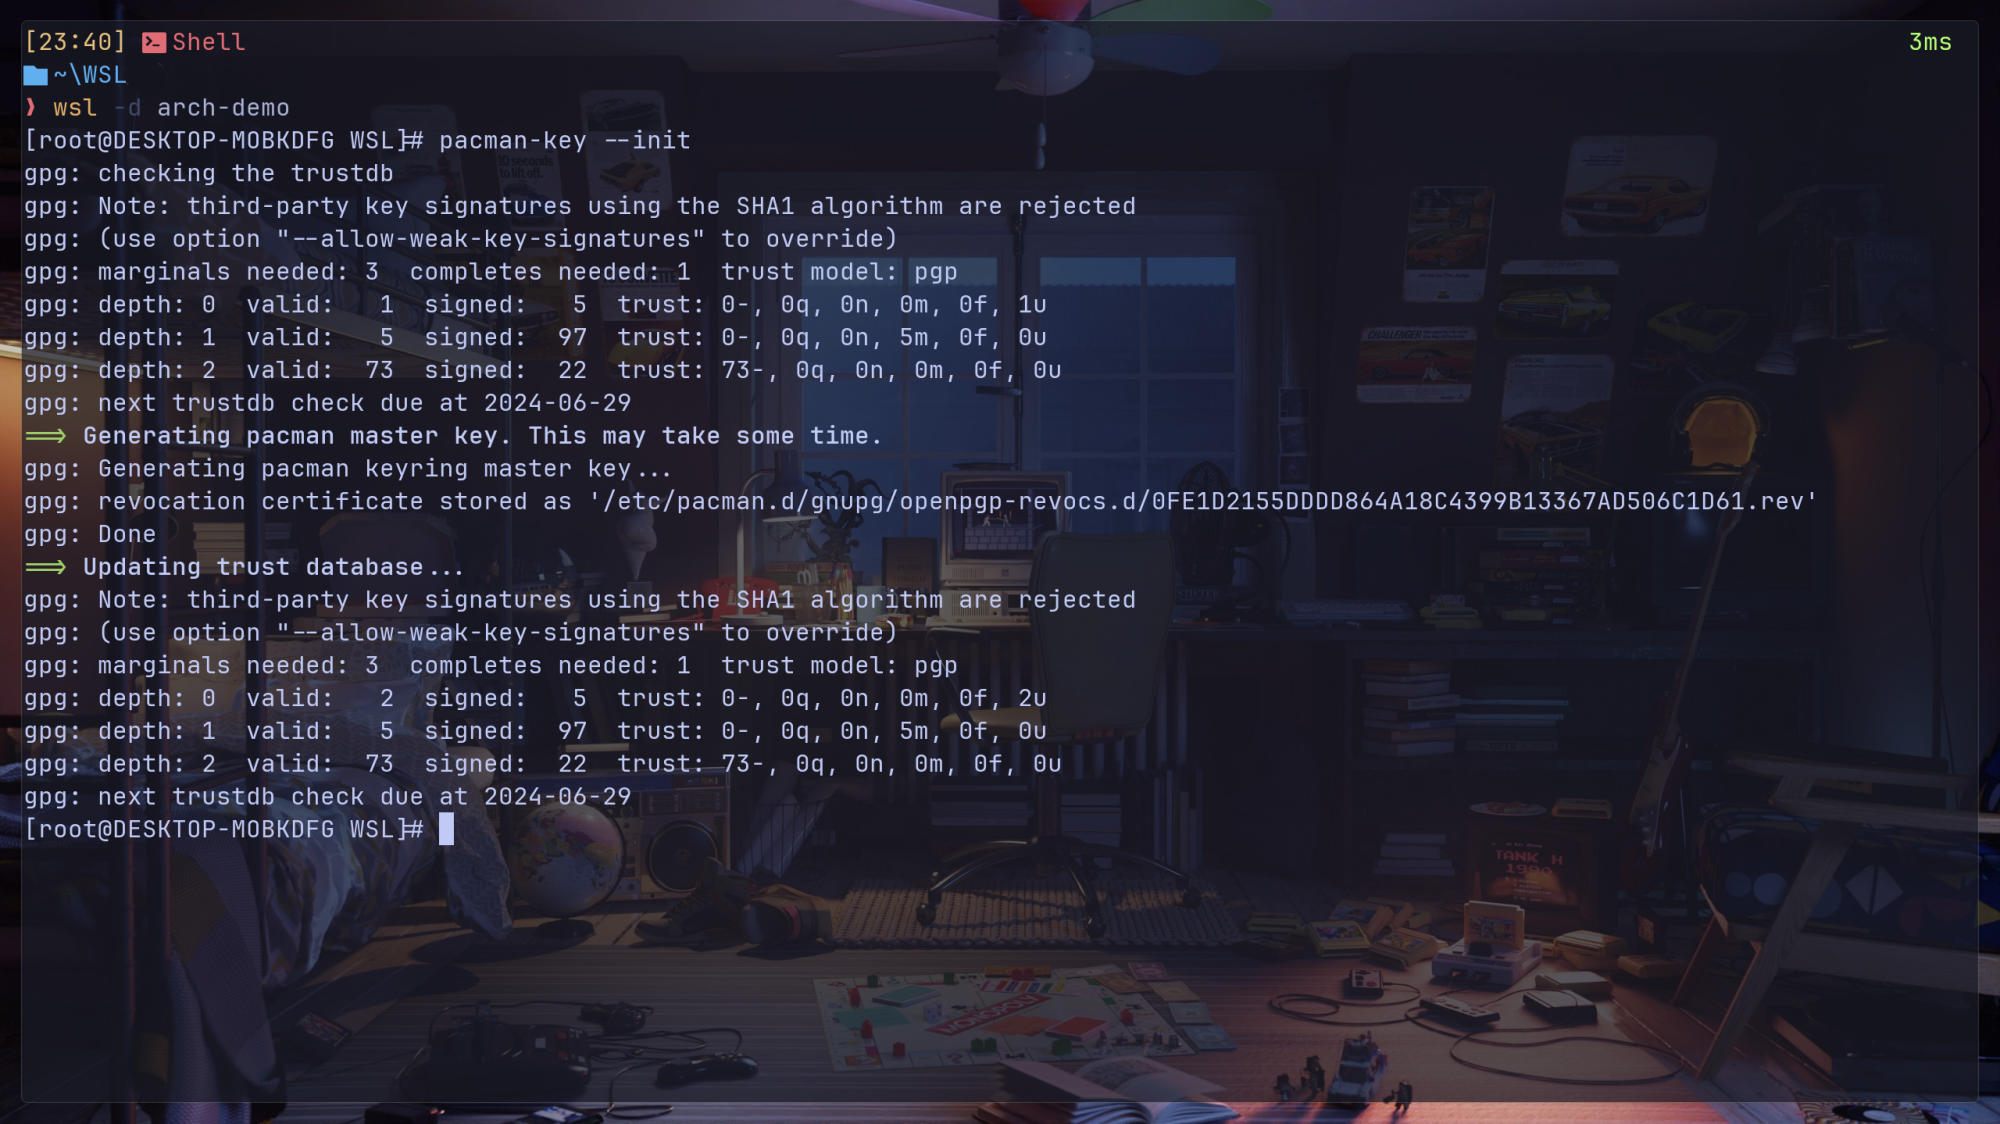 [23:40] Shell 3ms
~\WSL
❯ wsl -d arch-demo
[root@DESKTOP-MOBKDFG WSL]# pacman-key --init
gpg: checking the trustdb
gpg: Note: third-party key signatures using the SHA1 algorithm are rejected
gpg: (use option "--allow-weak-key-signatures" to override)
gpg: marginals needed: 3  completes needed: 1  trust model: pgp
gpg: depth: 0  valid:   1  signed:   5  trust: 0-, 0q, 0n, 0m, 0f, 1u
gpg: depth: 1  valid:   5  signed:  97  trust: 0-, 0q, 0n, 5m, 0f, 0u
gpg: depth: 2  valid:  73  signed:  22  trust: 73-, 0q, 0n, 0m, 0f, 0u
gpg: next trustdb check due at 2024-06-29
==> Generating pacman master key. This may take some time.
gpg: Generating pacman keyring master key...
gpg: revocation certificate stored as '/etc/pacman.d/gnupg/openpgp-revocs.d/0FE1D2155DDDD864A18C4399B13367AD506C1D61.rev'
gpg: Done
==> Updating trust database...
gpg: Note: third-party key signatures using the SHA1 algorithm are rejected
gpg: (use option "--allow-weak-key-signatures" to override)
gpg: marginals needed: 3  completes needed: 1  trust model: pgp
gpg: depth: 0  valid:   2  signed:   5  trust: 0-, 0q, 0n, 0m, 0f, 2u
gpg: depth: 1  valid:   5  signed:  97  trust: 0-, 0q, 0n, 5m, 0f, 0u
gpg: depth: 2  valid:  73  signed:  22  trust: 73-, 0q, 0n, 0m, 0f, 0u
gpg: next trustdb check due at 2024-06-29
[root@DESKTOP-MOBKDFG WSL]#
10 seconds
to lift off.
CHALLENGER
TANK H
1990
MONOPOLY